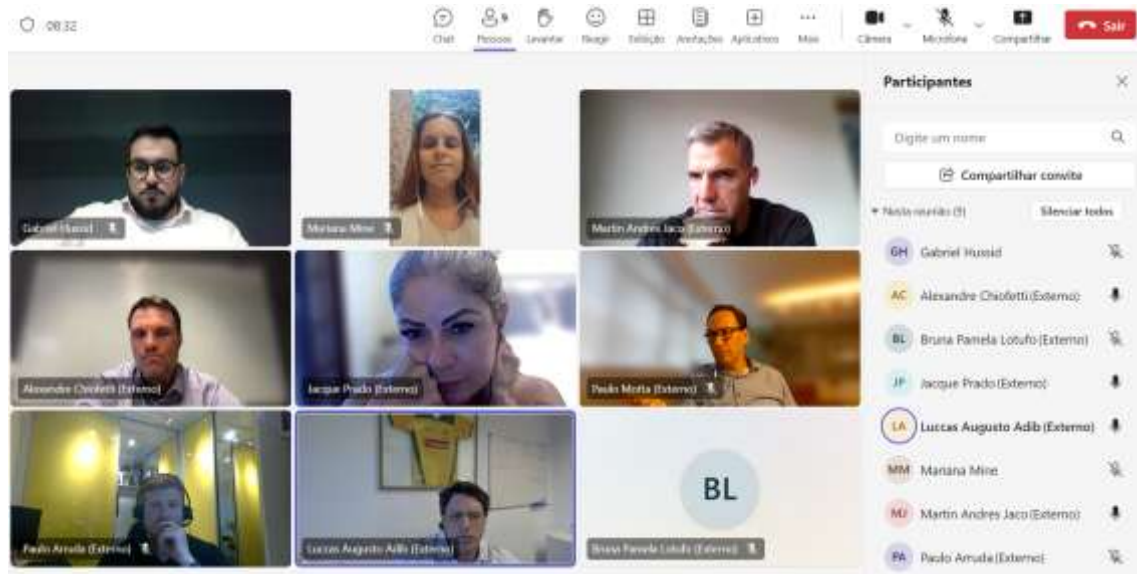 08:32
9
Chat Pessoas Levantar Reagir Exibição Anotações Aplicativos Mais Câmera Microfone Compartilhar Sair
Participantes
Digite um nome
Compartilhar convite
Nesta reunião (9) Silenciar todos
GH Gabriel Hussid
AC Alexandre Chiofetti (Externo)
BL Bruna Pamela Lotufo (Externo)
JP Jacque Prado (Externo)
LA Luccas Augusto Adib (Externo)
MM Mariana Mine
MJ Martin Andres Jaco (Externo)
PA Paulo Arruda (Externo)
Gabriel Hussid
Mariana Mine
Martin Andres Jaco (Externo)
Alexandre Chiofetti (Externo)
Jacque Prado (Externo)
Paulo Motta (Externo)
Paulo Arruda (Externo)
Luccas Augusto Adib (Externo)
BL
Bruna Pamela Lotufo (Externo)